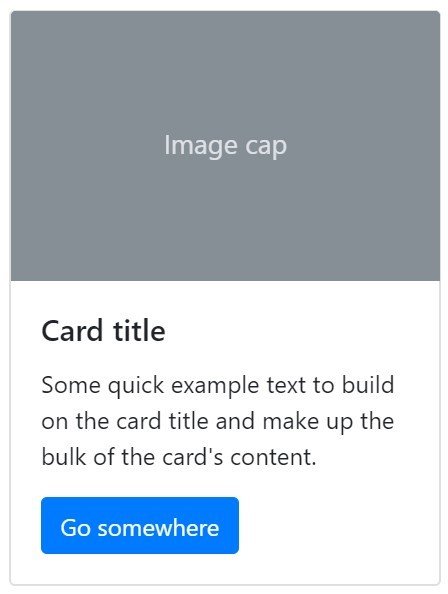 Image cap
Card title
Some quick example text to build
on the card title and make up the
bulk of the card's content.
Go somewhere